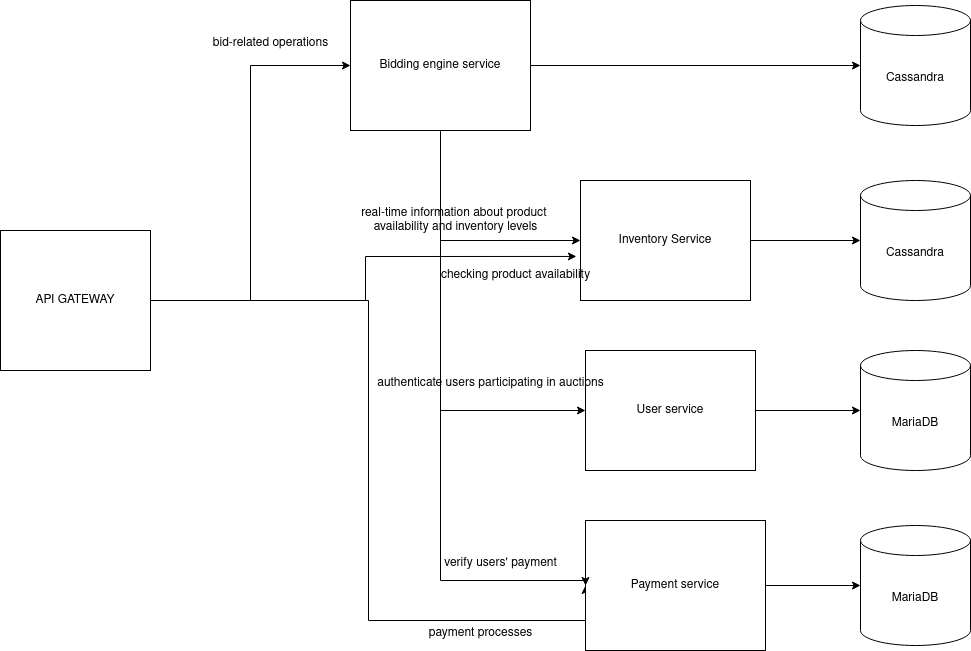 bid-related operations
Bidding engine service
Cassandra
real-time information about product
availability and inventory levels
Inventory Service
Cassandra
checking product availability
API GATEWAY
authenticate users participating in auctions
User service
MariaDB
verify users' payment
Payment service
MariaDB
payment processes